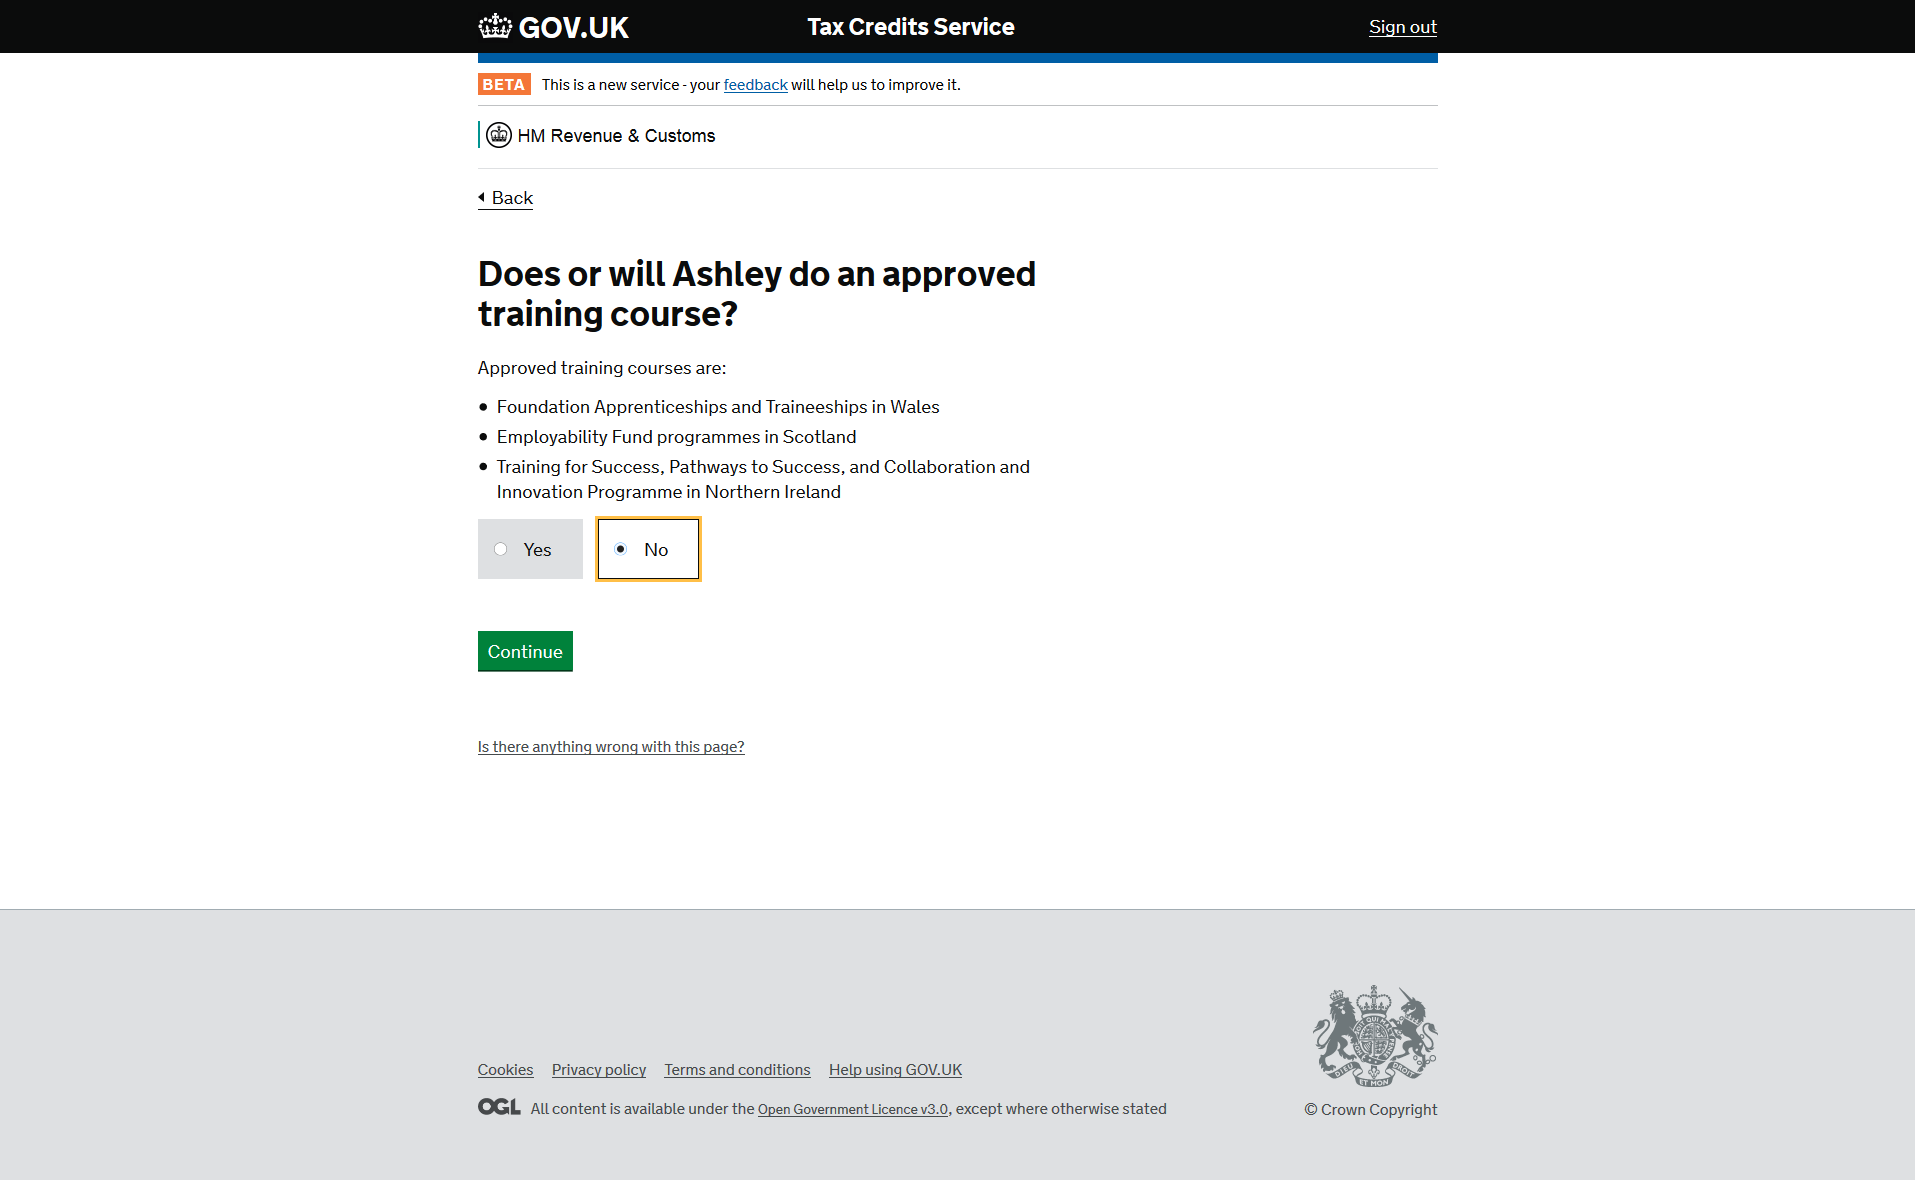 GOV.UK
Tax Credits Service
Sign out
BETA This is a new service - your feedback will help us to improve it.
HM Revenue & Customs
Back
Does or will Ashley do an approved
training course?
Approved training courses are:
• Foundation Apprenticeships and Traineeships in Wales
• Employability Fund programmes in Scotland
• Training for Success, Pathways to Success, and Collaboration and
Innovation Programme in Northern Ireland
Yes
No
Continue
Is there anything wrong with this page?
Cookies Privacy policy Terms and conditions Help using GOV.UK
OGL All content is available under the Open Government Licence v3.0, except where otherwise stated
DIEU ET MON DROIT
© Crown Copyright